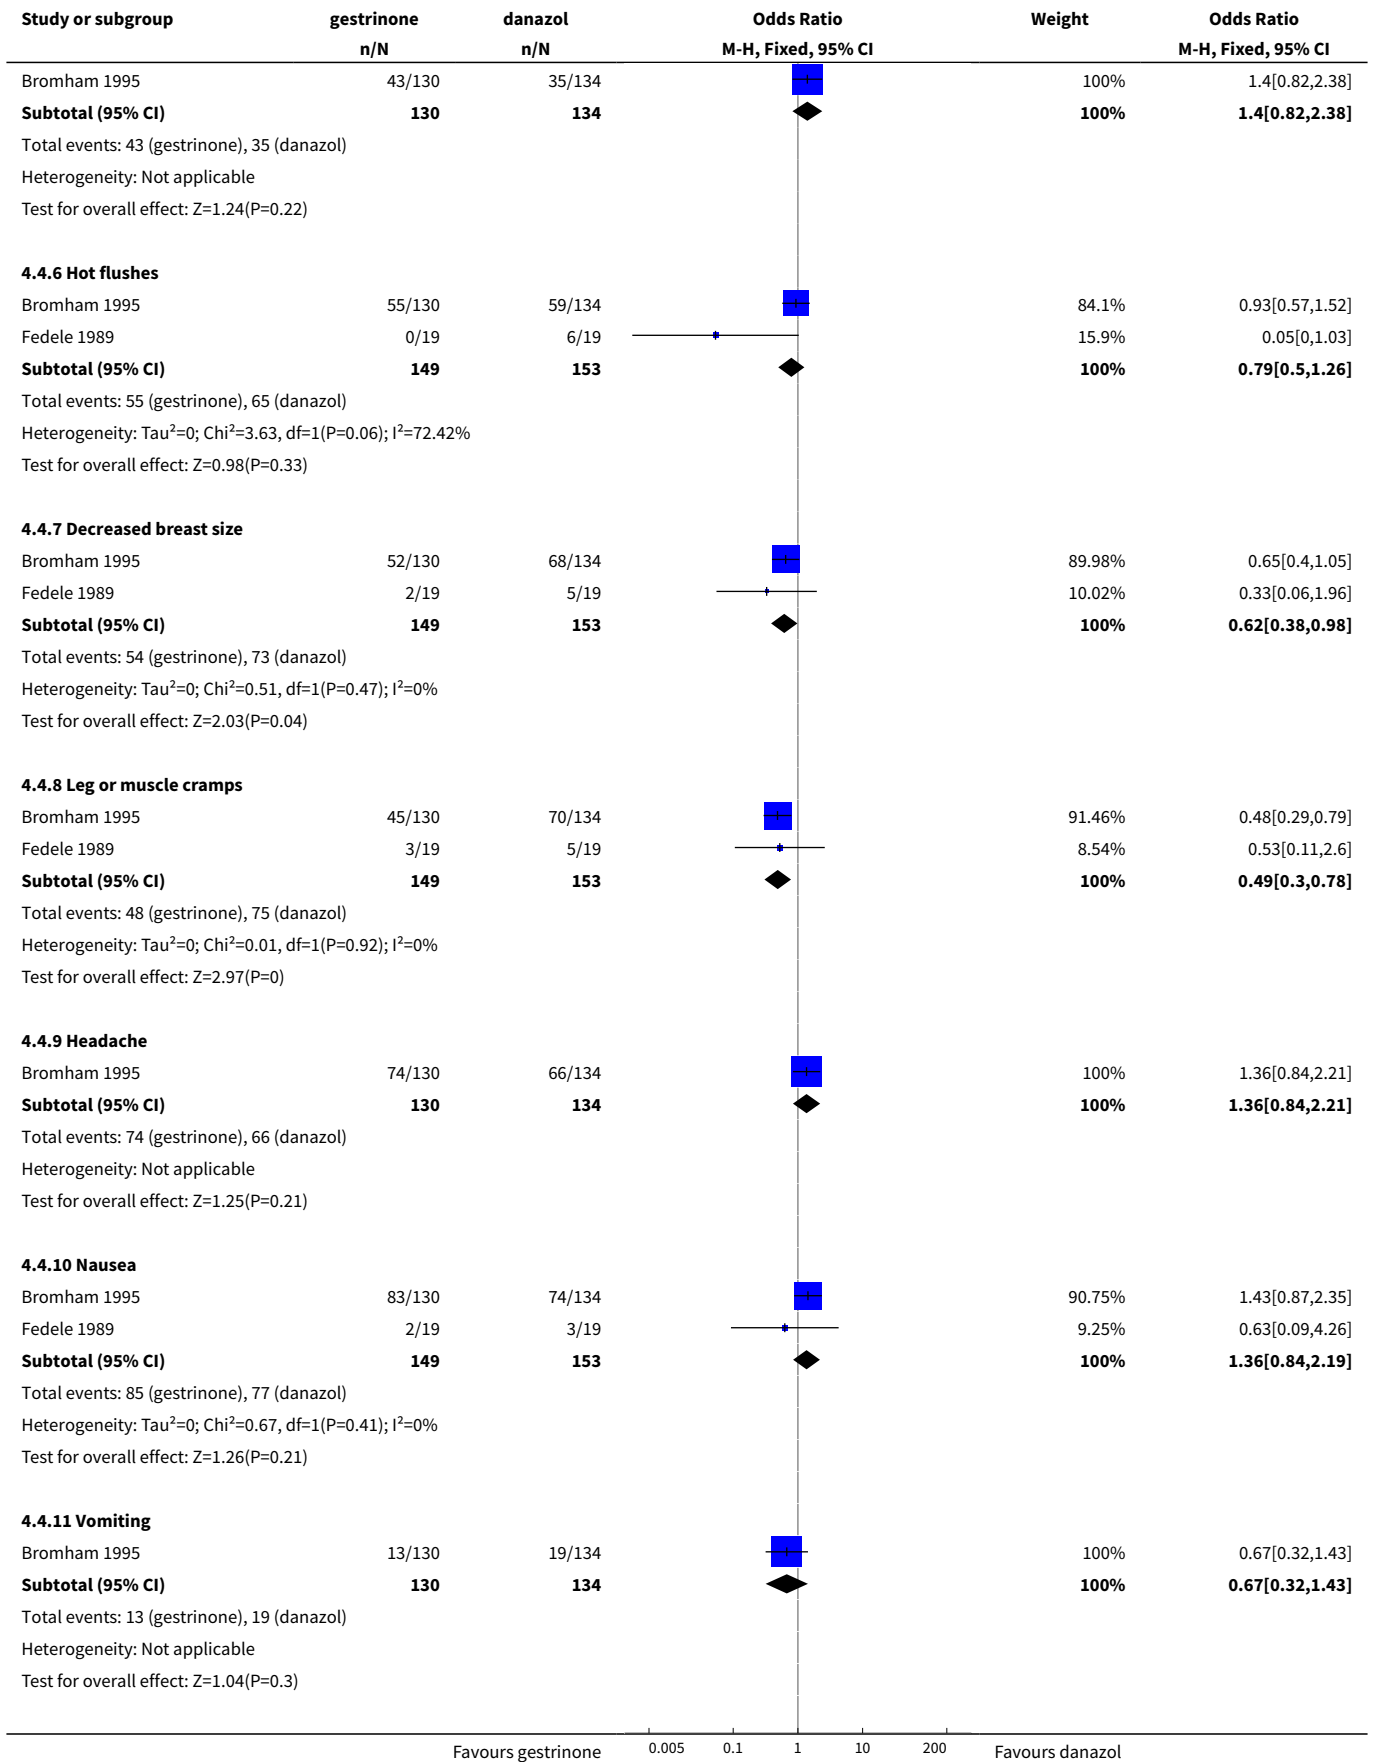 Study or subgroup gestrinone danazol Odds Ratio Weight Odds Ratio
n/N n/N M-H, Fixed, 95% CI M-H, Fixed, 95% CI
Bromham 1995 43/130 35/134 100% 1.4[0.82,2.38]
Subtotal (95% CI) 130 134 100% 1.4[0.82,2.38]
Total events: 43 (gestrinone), 35 (danazol)
Heterogeneity: Not applicable
Test for overall effect: Z=1.24(P=0.22)
4.4.6 Hot flushes
Bromham 1995 55/130 59/134 84.1% 0.93[0.57,1.52]
Fedele 1989 0/19 6/19 15.9% 0.05[0,1.03]
Subtotal (95% CI) 149 153 100% 0.79[0.5,1.26]
Total events: 55 (gestrinone), 65 (danazol)
Heterogeneity: Tau²=0; Chi²=3.63, df=1(P=0.06); I²=72.42%
Test for overall effect: Z=0.98(P=0.33)
4.4.7 Decreased breast size
Bromham 1995 52/130 68/134 89.98% 0.65[0.4,1.05]
Fedele 1989 2/19 5/19 10.02% 0.33[0.06,1.96]
Subtotal (95% CI) 149 153 100% 0.62[0.38,0.98]
Total events: 54 (gestrinone), 73 (danazol)
Heterogeneity: Tau²=0; Chi²=0.51, df=1(P=0.47); I²=0%
Test for overall effect: Z=2.03(P=0.04)
4.4.8 Leg or muscle cramps
Bromham 1995 45/130 70/134 91.46% 0.48[0.29,0.79]
Fedele 1989 3/19 5/19 8.54% 0.53[0.11,2.6]
Subtotal (95% CI) 149 153 100% 0.49[0.3,0.78]
Total events: 48 (gestrinone), 75 (danazol)
Heterogeneity: Tau²=0; Chi²=0.01, df=1(P=0.92); I²=0%
Test for overall effect: Z=2.97(P=0)
4.4.9 Headache
Bromham 1995 74/130 66/134 100% 1.36[0.84,2.21]
Subtotal (95% CI) 130 134 100% 1.36[0.84,2.21]
Total events: 74 (gestrinone), 66 (danazol)
Heterogeneity: Not applicable
Test for overall effect: Z=1.25(P=0.21)
4.4.10 Nausea
Bromham 1995 83/130 74/134 90.75% 1.43[0.87,2.35]
Fedele 1989 2/19 3/19 9.25% 0.63[0.09,4.26]
Subtotal (95% CI) 149 153 100% 1.36[0.84,2.19]
Total events: 85 (gestrinone), 77 (danazol)
Heterogeneity: Tau²=0; Chi²=0.67, df=1(P=0.41); I²=0%
Test for overall effect: Z=1.26(P=0.21)
4.4.11 Vomiting
Bromham 1995 13/130 19/134 100% 0.67[0.32,1.43]
Subtotal (95% CI) 130 134 100% 0.67[0.32,1.43]
Total events: 13 (gestrinone), 19 (danazol)
Heterogeneity: Not applicable
Test for overall effect: Z=1.04(P=0.3)
Favours gestrinone 0.005 0.1 1 10 200 Favours danazol